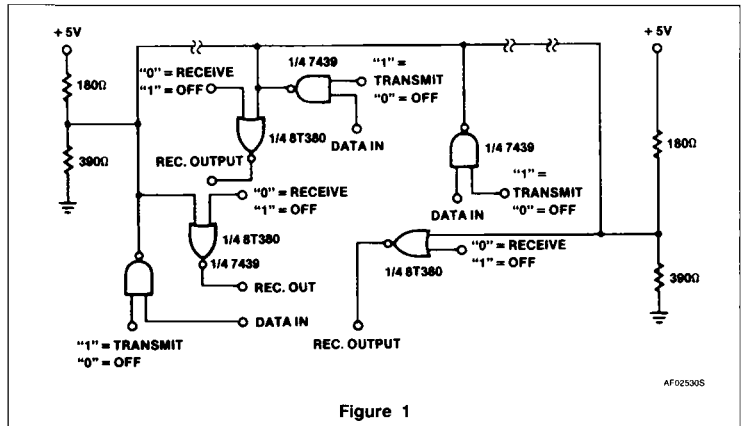 + 5V
+ 5V
180Ω
390Ω
"0" = RECEIVE
"1" = OFF
1/4 7439
"1" =
TRANSMIT
"0" = OFF
1/4 8T380
DATA IN
REC. OUTPUT
1/4 7439
180Ω
"1" =
TRANSMIT
"0" = OFF
DATA IN
"0" = RECEIVE
"1" = OFF
1/4 8T380
1/4 7439
REC. OUT
"0" = RECEIVE
"1" = OFF
1/4 8T380
390Ω
DATA IN
"1" = TRANSMIT
"0" = OFF
REC. OUTPUT
AF02530S
Figure 1